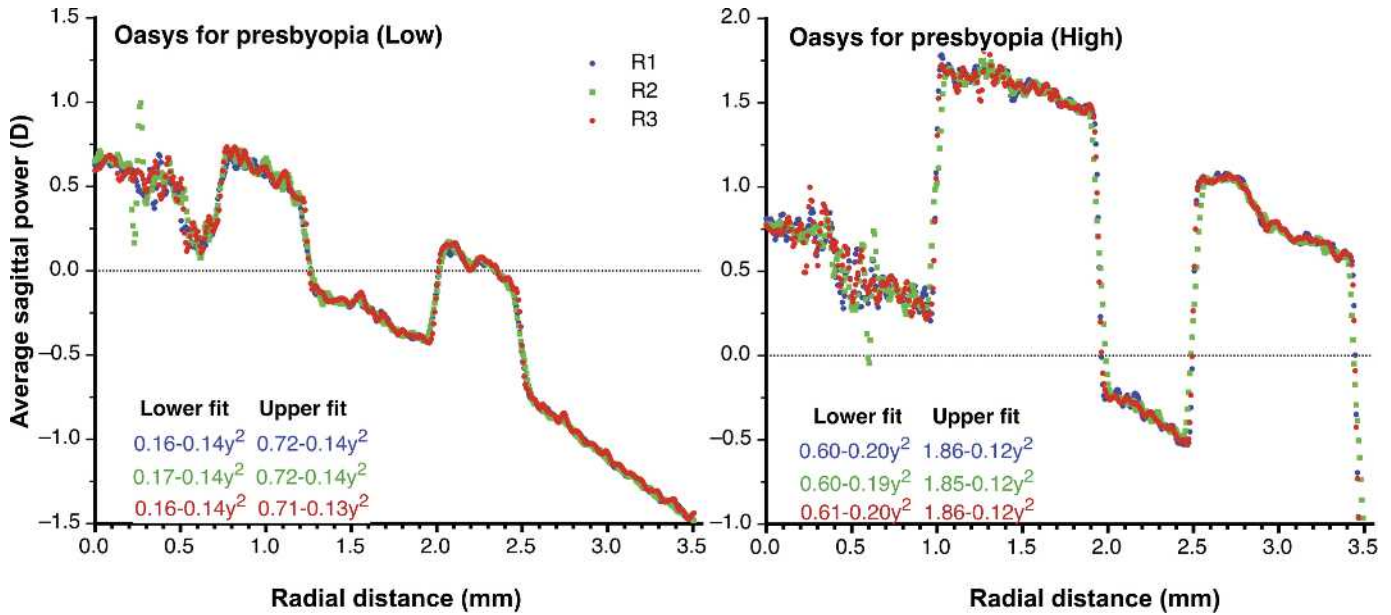 Oasys for presbyopia (Low)
R1
R2
R3
Average sagittal power (D)
1.5
1.0
0.5
0.0
−0.5
−1.0
−1.5
Lower fit Upper fit
0.16-0.14y² 0.72-0.14y²
0.17-0.14y² 0.72-0.14y²
0.16-0.14y² 0.71-0.13y²
0.0 0.5 1.0 1.5 2.0 2.5 3.0 3.5
Radial distance (mm)
Oasys for presbyopia (High)
2.0
1.5
1.0
0.5
0.0
−0.5
−1.0
Lower fit Upper fit
0.60-0.20y² 1.86-0.12y²
0.60-0.19y² 1.85-0.12y²
0.61-0.20y² 1.86-0.12y²
0.0 0.5 1.0 1.5 2.0 2.5 3.0 3.5
Radial distance (mm)